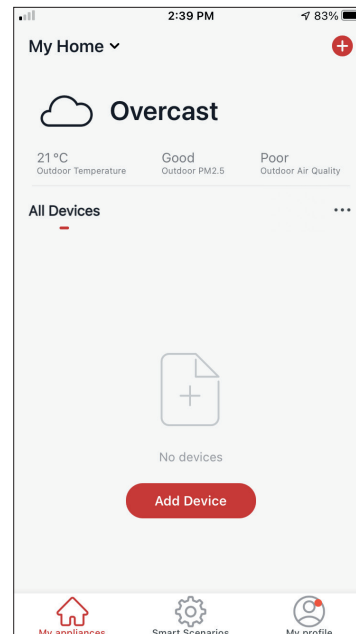 2:39 PM 83%
My Home
Overcast
21°C Good Poor
Outdoor Temperature Outdoor PM2.5 Outdoor Air Quality
All Devices
No devices
Add Device
My appliances Smart Scenarios My profile